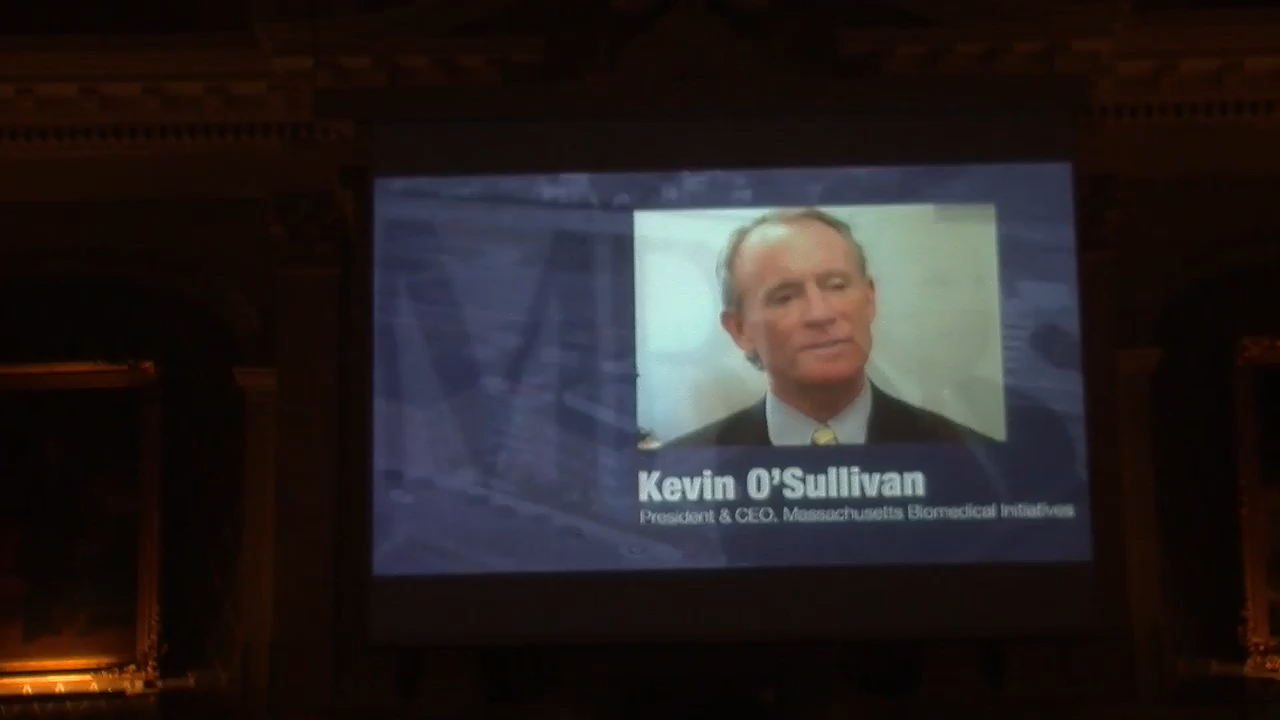 Kevin O'Sullivan
President & CEO, Massachusetts Biomedical Initiatives